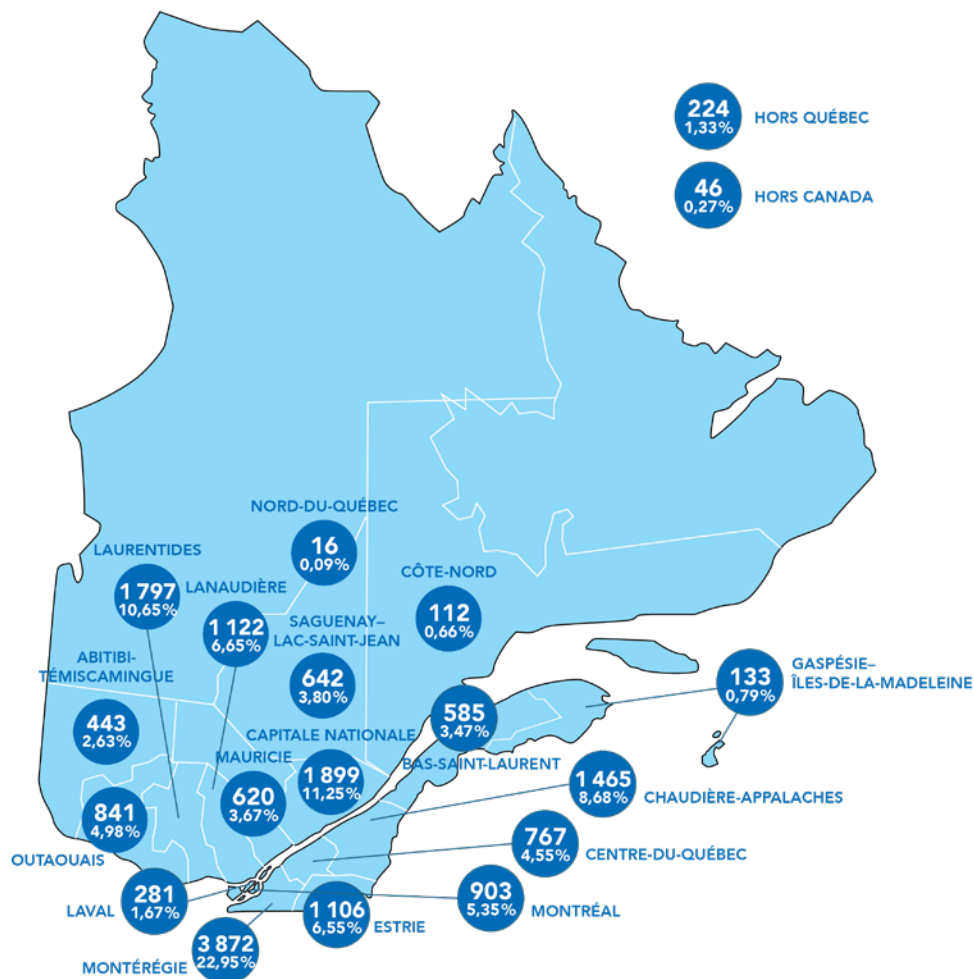 224
1,33%
HORS QUÉBEC
46
0,27%
HORS CANADA
NORD-DU-QUÉBEC
16
0,09%
LAURENTIDES
1 797
10,65%
LANAUDIÈRE
1 122
6,65%
CÔTE-NORD
112
0,66%
SAGUENAY–
LAC-SAINT-JEAN
642
3,80%
ABITIBI-
TÉMISCAMINGUE
443
2,63%
GASPÉSIE–
ÎLES-DE-LA-MADELEINE
133
0,79%
585
3,47%
BAS-SAINT-LAURENT
CAPITALE NATIONALE
1 899
11,25%
MAURICIE
620
3,67%
1 465
8,68%
CHAUDIÈRE-APPALACHES
841
4,98%
OUTAOUAIS
767
4,55%
CENTRE-DU-QUÉBEC
281
1,67%
LAVAL
903
5,35%
MONTRÉAL
1 106
6,55%
ESTRIE
3 872
22,95%
MONTÉRÉGIE